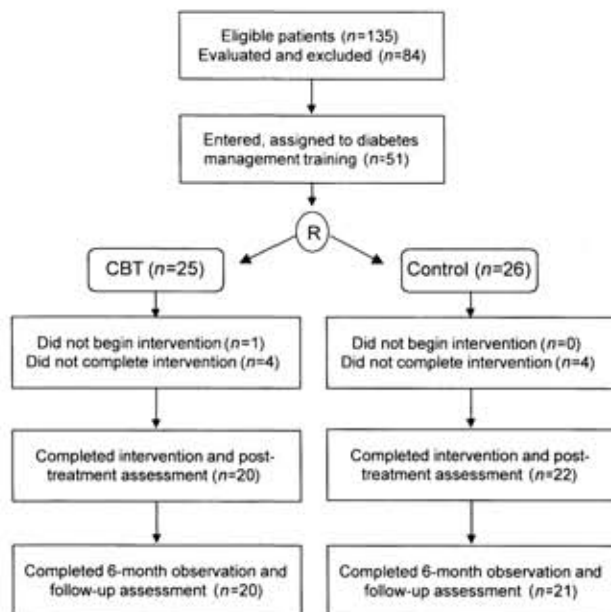 Eligible patients (n=135)
Evaluated and excluded (n=84)
Entered, assigned to diabetes
management training (n=51)
R
CBT (n=25)
Control (n=26)
Did not begin intervention (n=1)
Did not complete intervention (n=4)
Did not begin intervention (n=0)
Did not complete intervention (n=4)
Completed intervention and post-
treatment assessment (n=20)
Completed intervention and post-
treatment assessment (n=22)
Completed 6-month observation and
follow-up assessment (n=20)
Completed 6-month observation and
follow-up assessment (n=21)